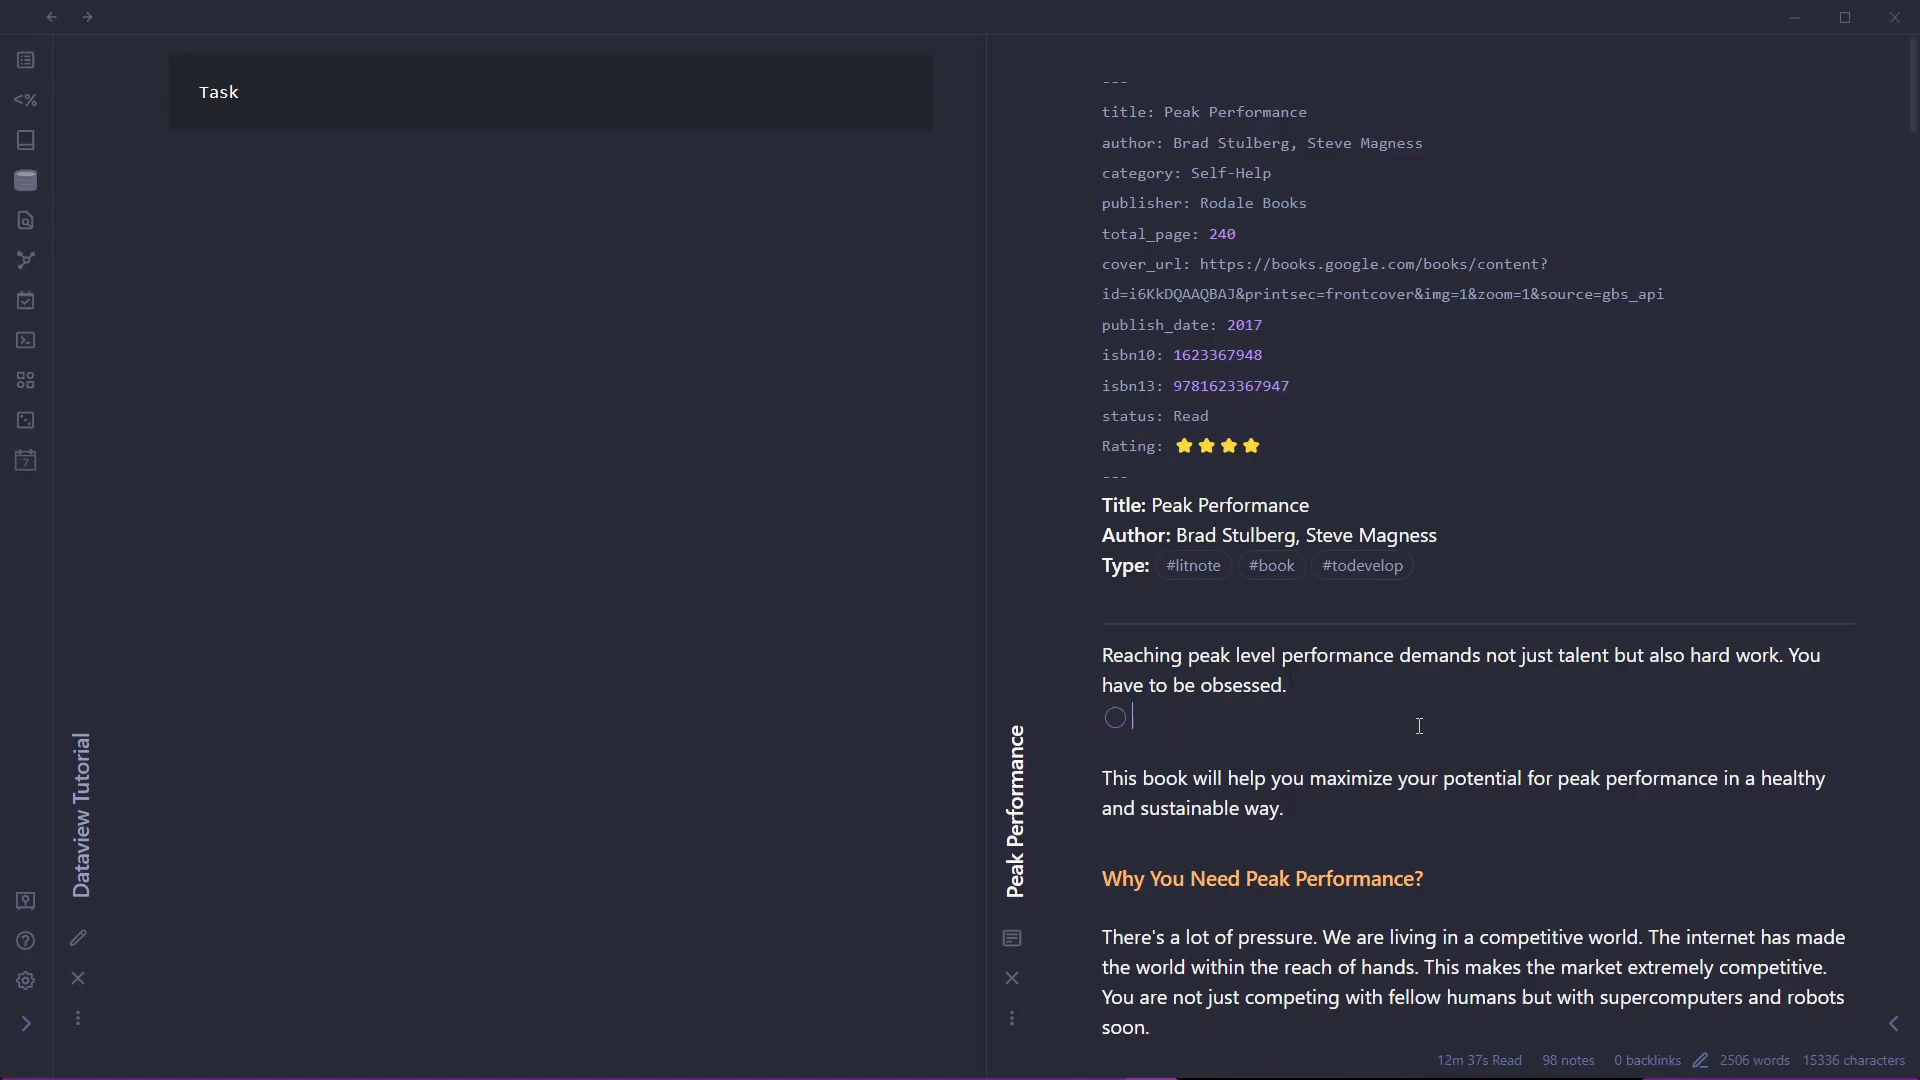 Task
Dataview Tutorial
---
title: Peak Performance
author: Brad Stulberg, Steve Magness
category: Self-Help
publisher: Rodale Books
total_page: 240
cover_url: https://books.google.com/books/content?
id=i6KkDQAAQBAJ&printsec=frontcover&img=1&zoom=1&source=gbs_api
publish_date: 2017
isbn10: 1623367948
isbn13: 9781623367947
status: Read
Rating: ⭐⭐⭐⭐
---
Title: Peak Performance
Author: Brad Stulberg, Steve Magness
Type: #litnote #book #todevelop
Reaching peak level performance demands not just talent but also hard work. You
have to be obsessed.
This book will help you maximize your potential for peak performance in a healthy
and sustainable way.
Why You Need Peak Performance?
There's a lot of pressure. We are living in a competitive world. The internet has made
the world within the reach of hands. This makes the market extremely competitive.
You are not just competing with fellow humans but with supercomputers and robots
soon.
Peak Performance
12m 37s Read 98 notes 0 backlinks 2506 words 15336 characters